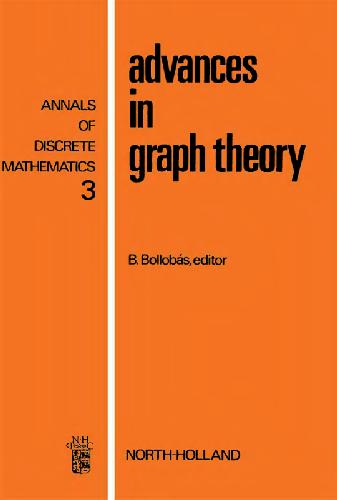 ANNALS
OF
DISCRETE
MATHEMATICS
3
advances
in
graph theory
B. Bollobás, editor
N·H
NORTH-HOLLAND